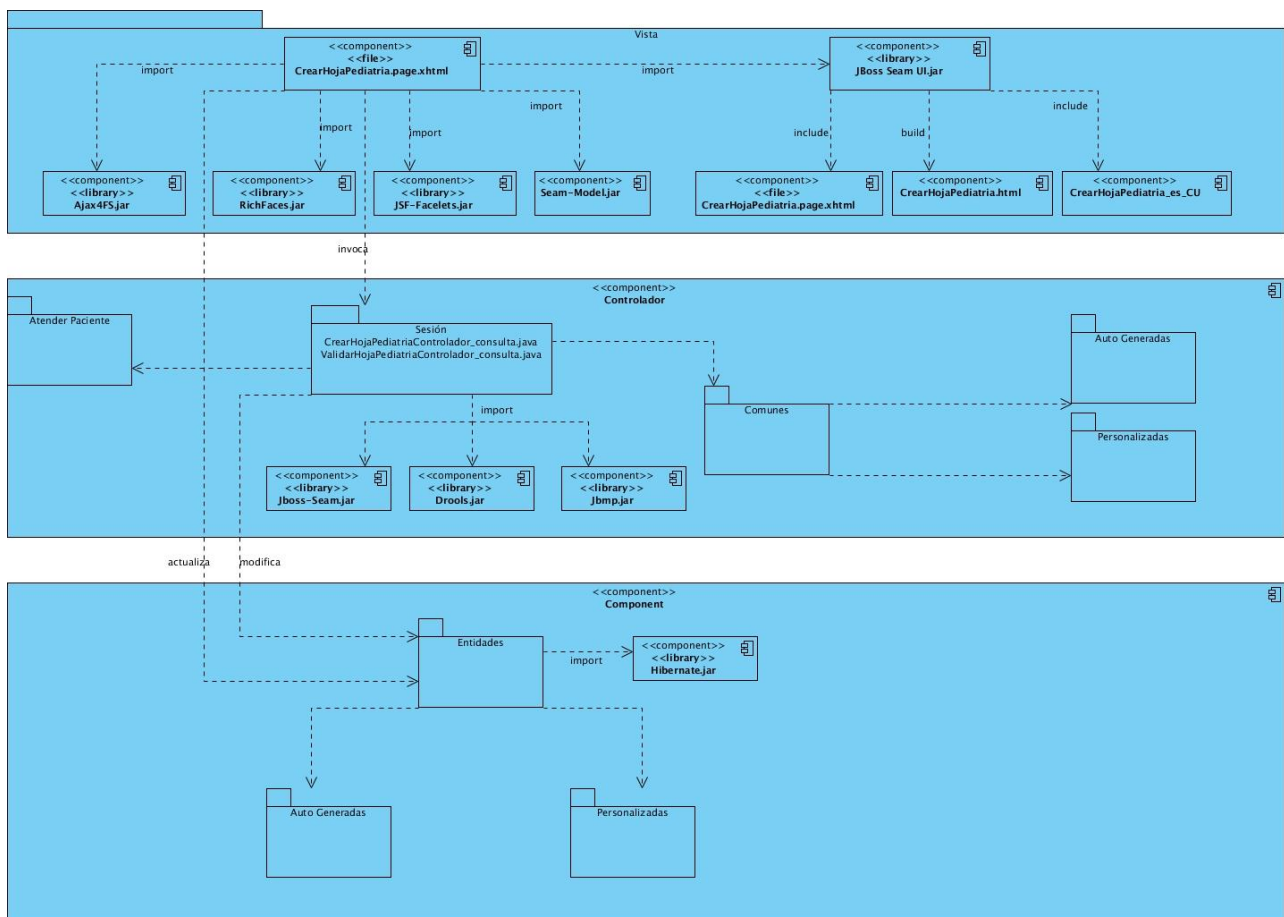 Vista
<<component>>
<<file>>
CrearHojaPediatria.page.xhtml
<<component>>
<<library>>
JBoss Seam UI.jar
import
import
import
import
import
include
build
include
<<component>>
<<library>>
Ajax4FS.jar
<<component>>
<<library>>
RichFaces.jar
<<component>>
<<library>>
JSF-Facelets.jar
<<component>>
Seam-Model.jar
<<component>>
<<file>>
CrearHojaPediatria.page.xhtml
<<component>>
CrearHojaPediatria.html
<<component>>
CrearHojaPediatria_es_CU
invoca
<<component>>
Controlador
Atender Paciente
Sesión
CrearHojaPediatriaControlador_consulta.java
ValidarHojaPediatriaControlador_consulta.java
Auto Generadas
Comunes
Personalizadas
import
<<component>>
<<library>>
Jboss-Seam.jar
<<component>>
<<library>>
Drools.jar
<<component>>
<<library>>
Jbmp.jar
actualiza
modifica
<<component>>
Component
Entidades
import
<<component>>
<<library>>
Hibernate.jar
Auto Generadas
Personalizadas